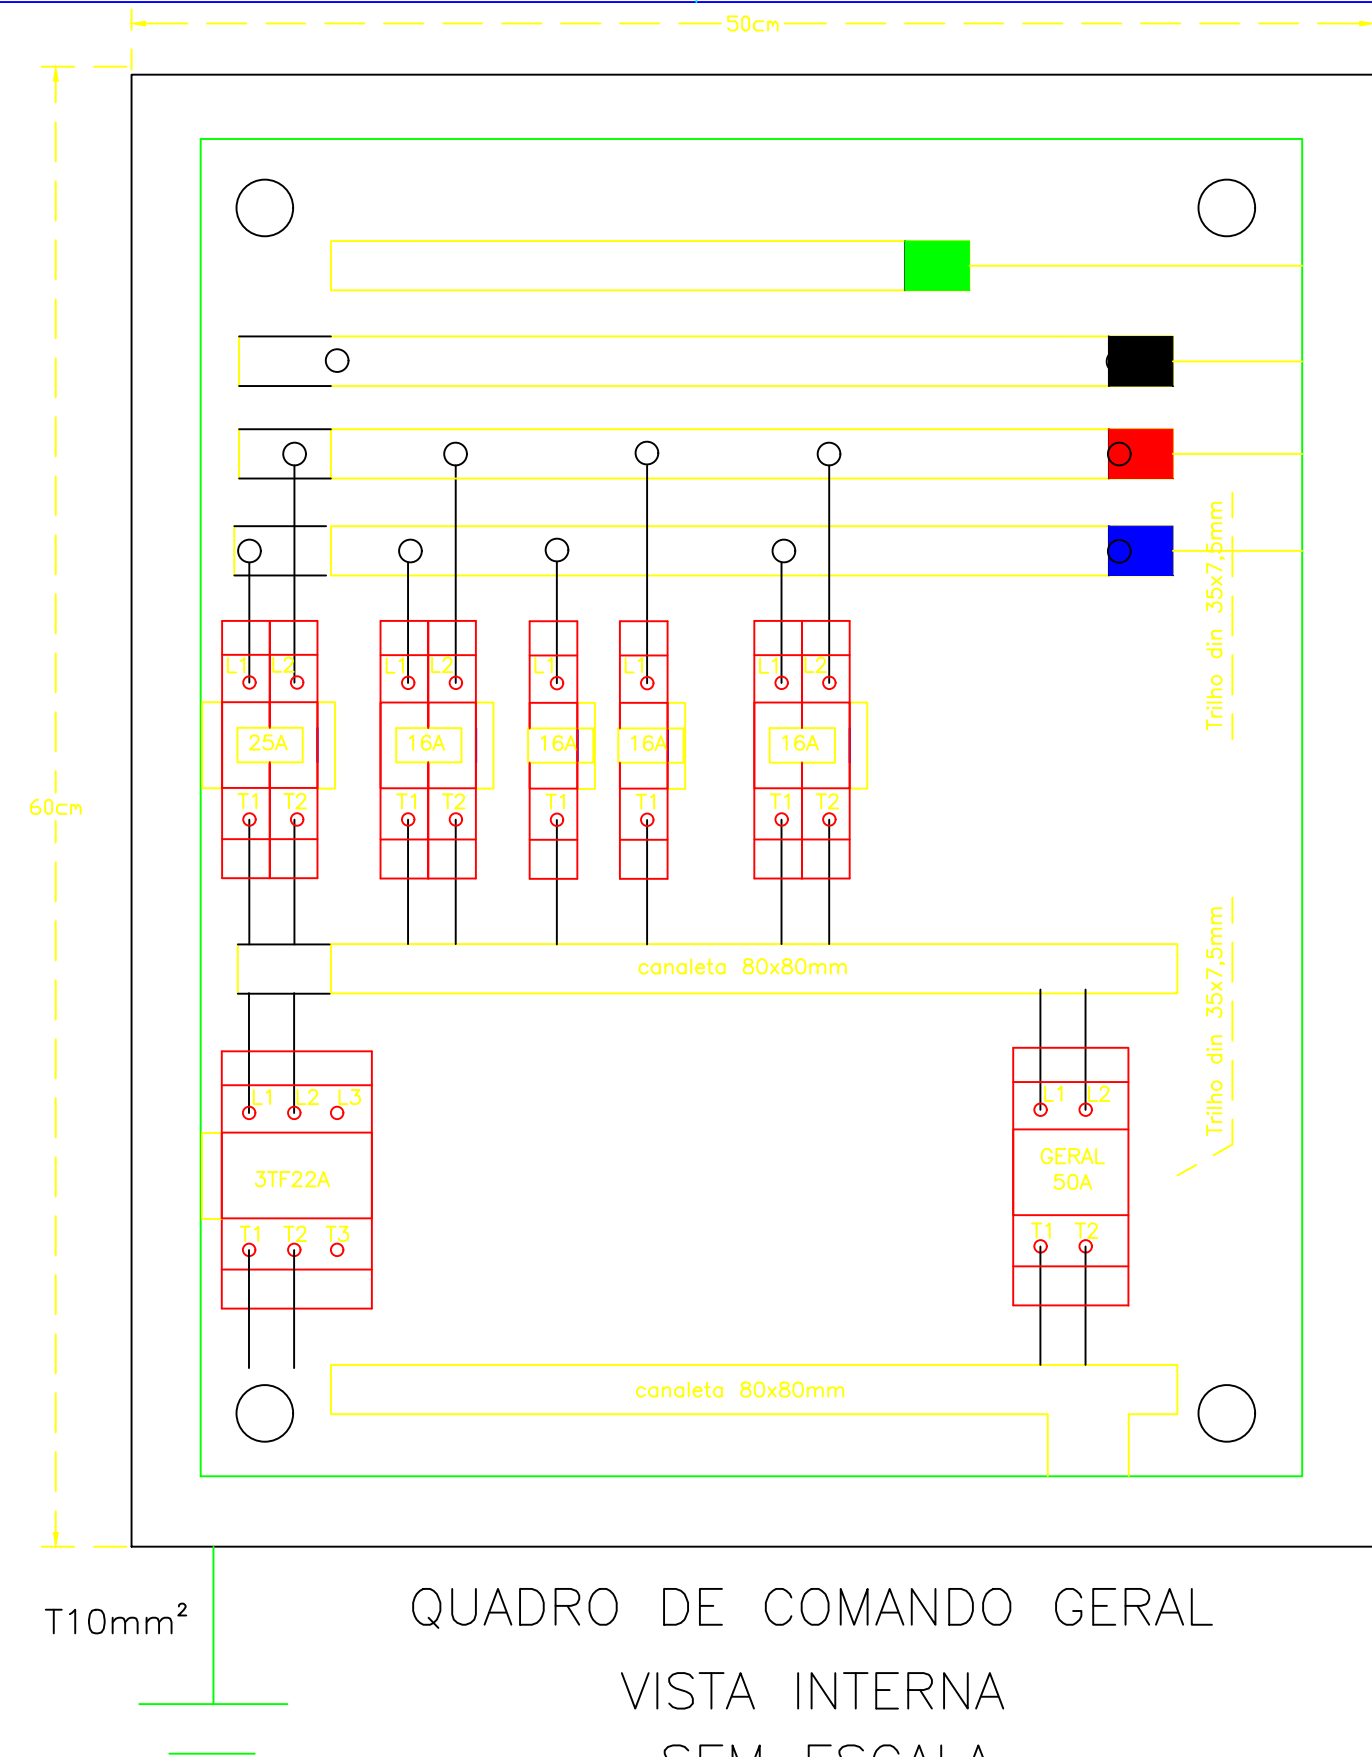 50cm
60cm
Trilho din 35x7,5mm
L1 L2 L1 L2 L1 L1 L1 L2
25A 16A 16A 16A 16A
T1 T2 T1 T2 T1 T1 T1 T2
canaleta 80x80mm
Trilho din 35x7,5mm
L1 L2 L3 L1 L2
3TF22A
GERAL
50A
T1 T2 T3 T1 T2
canaleta 80x80mm
T10mm²
QUADRO DE COMANDO GERAL
VISTA INTERNA
SEM ESCALA